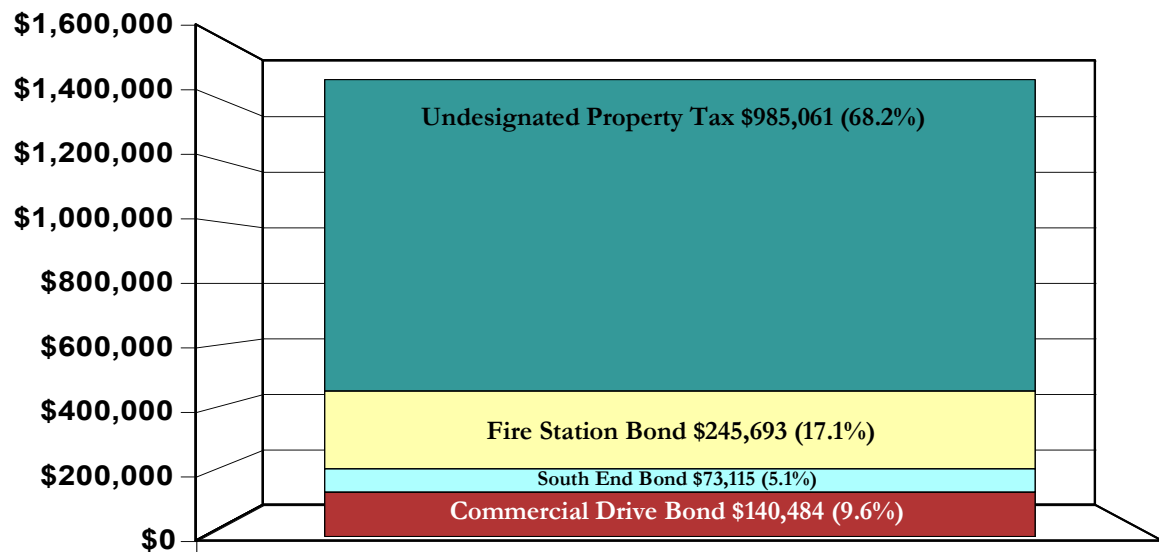 $1,600,000
$1,400,000
$1,200,000
$1,000,000
$800,000
$600,000
$400,000
$200,000
$0
Undesignated Property Tax $985,061 (68.2%)
Fire Station Bond $245,693 (17.1%)
South End Bond $73,115 (5.1%)
Commercial Drive Bond $140,484 (9.6%)